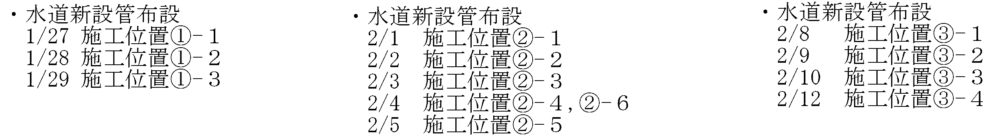 ・水道新設管布設
1/27 施工位置①-1
1/28 施工位置①-2
1/29 施工位置①-3
・水道新設管布設
2/1 施工位置②-1
2/2 施工位置②-2
2/3 施工位置②-3
2/4 施工位置②-4,②-6
2/5 施工位置②-5
・水道新設管布設
2/8 施工位置③-1
2/9 施工位置③-2
2/10 施工位置③-3
2/12 施工位置③-4